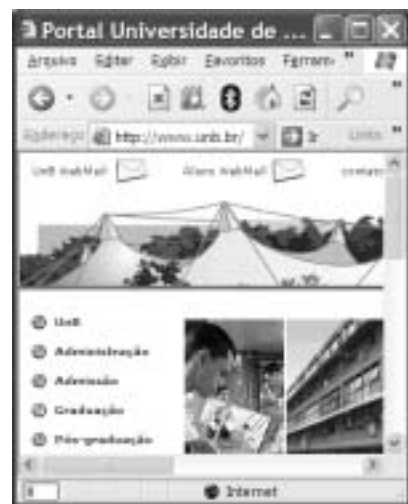 Portal Universidade de ...
Arquivo Editar Exibir Favoritos Ferram "
Endereço http://www.unb.br/ Ir Links "
UnB WebMail Aluno WebMail contato
UnB
Administração
Admissão
Graduação
Pós-graduação
Internet